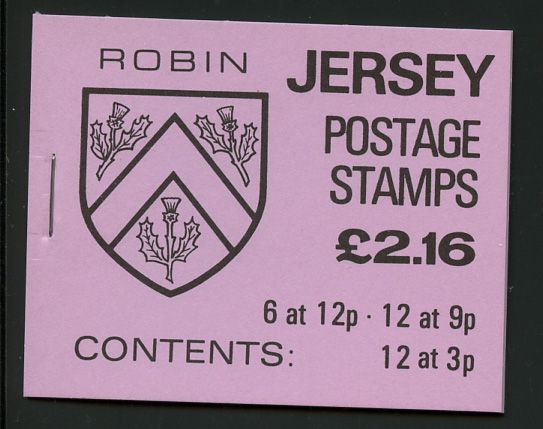 ROBIN
JERSEY
POSTAGE
STAMPS
£2.16
6 at 12p · 12 at 9p
CONTENTS: 12 at 3p